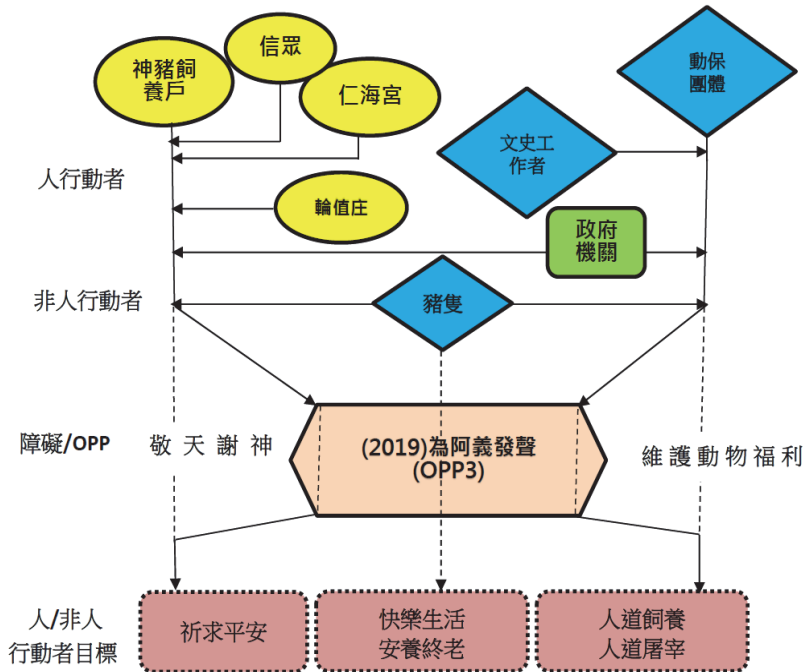 神豬飼
養戶
信眾
仁海宮
動保
團體
文史工
作者
人行動者
輪值庄
政府
機關
非人行動者
豬隻
障礙/OPP
敬天謝神
(2019)為阿義發聲
(OPP3)
維護動物福利
人/非人
行動者目標
祈求平安
快樂生活
安養終老
人道飼養
人道屠宰